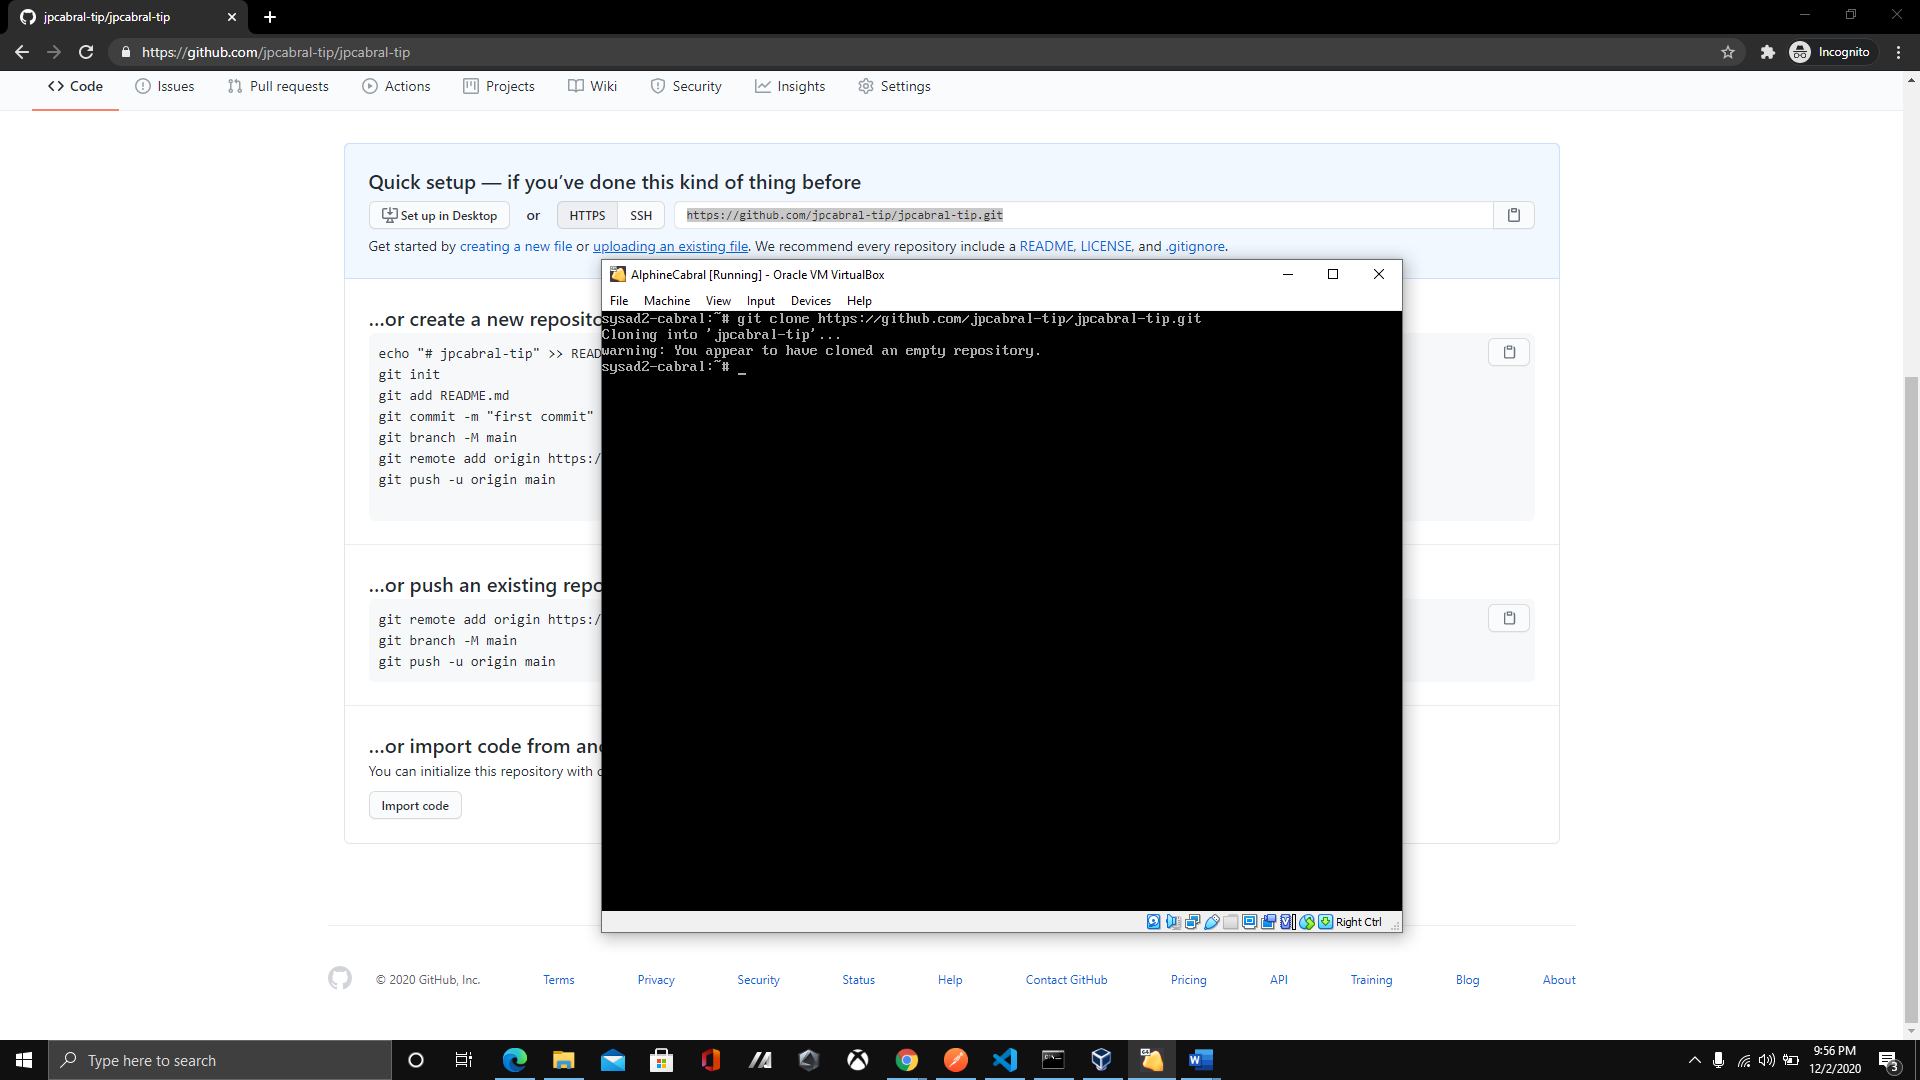 jpcabral-tip/jpcabral-tip
https://github.com/jpcabral-tip/jpcabral-tip
Incognito
Code
Issues
Pull requests
Actions
Projects
Wiki
Security
Insights
Settings
Quick setup — if you’ve done this kind of thing before
Set up in Desktop
or
HTTPS
SSH
https://github.com/jpcabral-tip/jpcabral-tip.git
Get started by creating a new file or uploading an existing file. We recommend every repository include a README, LICENSE, and .gitignore.
…or create a new reposito
echo "# jpcabral-tip" >> READ
git init
git add README.md
git commit -m "first commit"
git branch -M main
git remote add origin https:/
git push -u origin main
…or push an existing repo
git remote add origin https:/
git branch -M main
git push -u origin main
…or import code from an
You can initialize this repository with
Import code
AlphineCabral [Running] - Oracle VM VirtualBox
File
Machine
View
Input
Devices
Help
sysad2-cabral:~# git clone https://github.com/jpcabral-tip/jpcabral-tip.git
Cloning into 'jpcabral-tip'...
warning: You appear to have cloned an empty repository.
sysad2-cabral:~# _
Right Ctrl
© 2020 GitHub, Inc.
Terms
Privacy
Security
Status
Help
Contact GitHub
Pricing
API
Training
Blog
About
Type here to search
9:56 PM
12/2/2020
3